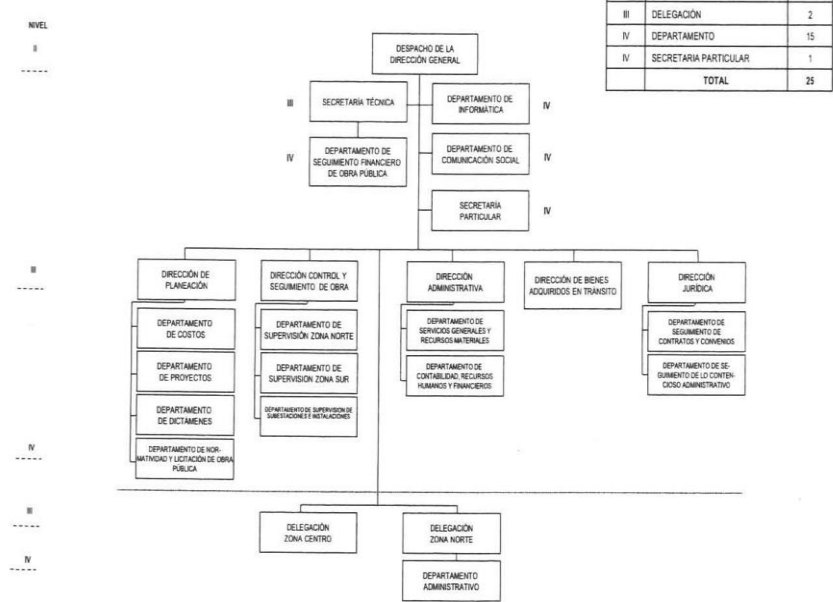 III DELEGACIÓN 2
IV DEPARTAMENTO 15
IV SECRETARIA PARTICULAR 1
TOTAL 25
NIVEL
II
DESPACHO DE LA
DIRECCIÓN GENERAL
III
SECRETARÍA TÉCNICA
DEPARTAMENTO DE
INFORMÁTICA
IV
IV
DEPARTAMENTO DE
SEGUIMIENTO FINANCIERO
DE OBRA PÚBLICA
DEPARTAMENTO DE
COMUNICACIÓN SOCIAL
IV
SECRETARÍA
PARTICULAR
IV
III
DIRECCIÓN DE
PLANEACIÓN
DIRECCIÓN CONTROL Y
SEGUIMIENTO DE OBRA
DIRECCIÓN
ADMINISTRATIVA
DIRECCIÓN DE BIENES
ADQUIRIDOS EN TRÁNSITO
DIRECCIÓN
JURÍDICA
DEPARTAMENTO
DE COSTOS
DEPARTAMENTO DE
SUPERVISIÓN ZONA NORTE
DEPARTAMENTO DE
SERVICIOS GENERALES Y
RECURSOS MATERIALES
DEPARTAMENTO DE
SEGUIMIENTO DE
CONTRATOS Y CONVENIOS
DEPARTAMENTO
DE PROYECTOS
DEPARTAMENTO DE
SUPERVISION ZONA SUR
DEPARTAMENTO DE
CONTABILIDAD, RECURSOS
HUMANOS Y FINANCIEROS
DEPARTAMENTO DE SE-
GUIMIENTO DE LO CONTEN-
CIOSO ADMINISTRATIVO
DEPARTAMENTO
DE DICTAMENES
DEPARTAMENTO DE SUPERVISION DE
SUBESTACIONES E INSTALACIONES
IV
DEPARTAMENTO DE NOR-
MATIVIDAD Y LICITACIÓN DE OBRA
PÚBLICA
III
DELEGACIÓN
ZONA CENTRO
DELEGACIÓN
ZONA NORTE
IV
DEPARTAMENTO
ADMINISTRATIVO